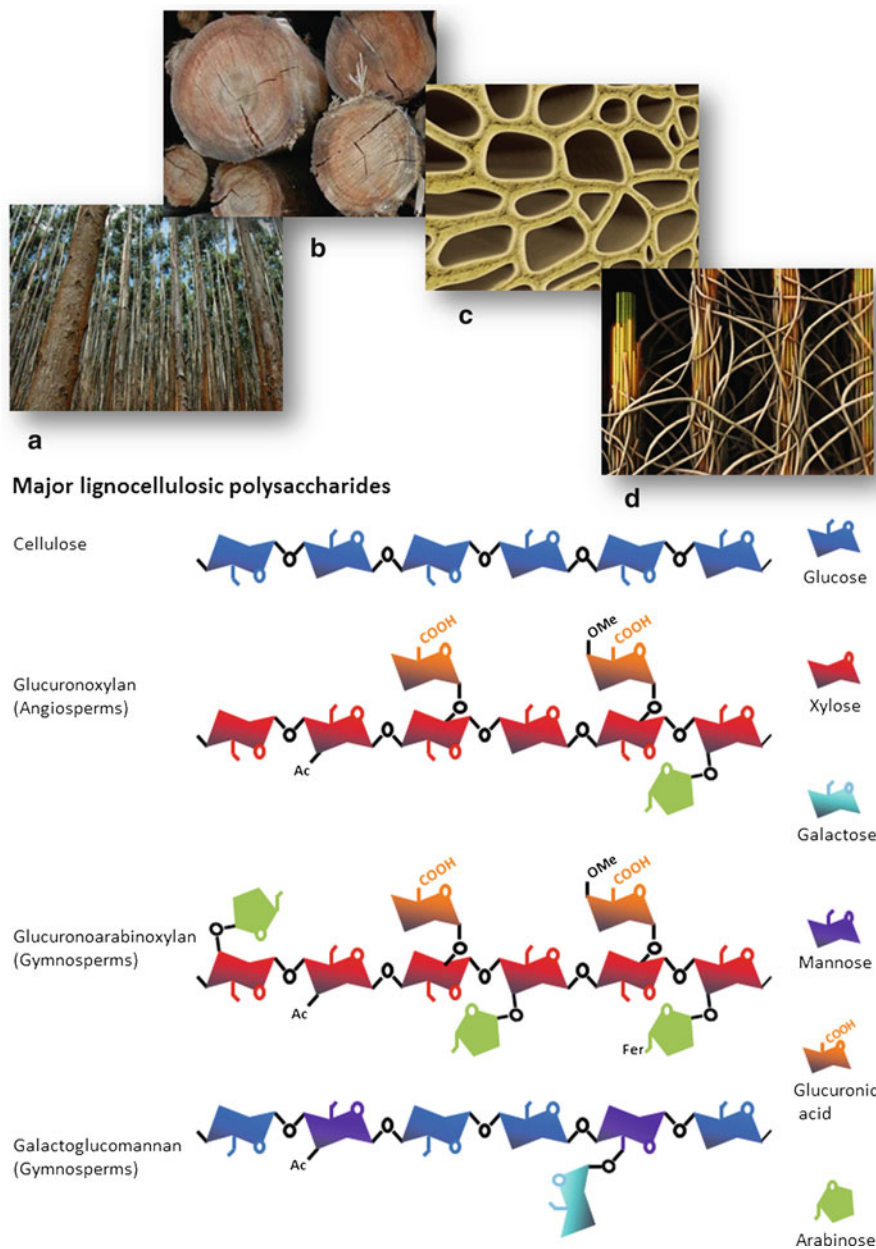 b
c
a
d
Major lignocellulosic polysaccharides
Cellulose
Glucose
COOH
OMe
COOH
Glucuronoxylan
(Angiosperms)
Xylose
Ac
Galactose
COOH
OMe
COOH
Glucuronoarabinoxylan
(Gymnosperms)
Mannose
Ac
Fer
COOH
Glucuronic
acid
Galactoglucomannan
(Gymnosperms)
Ac
Arabinose